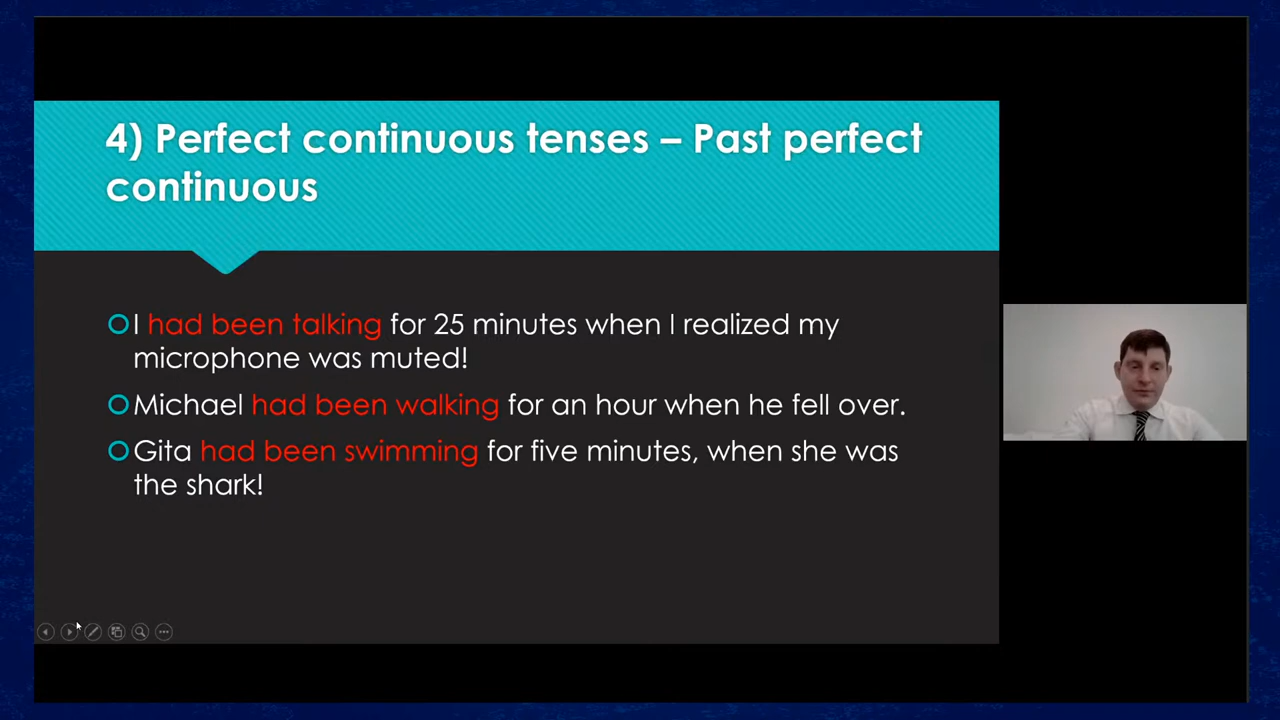 4) Perfect continuous tenses – Past perfect
continuous
I had been talking for 25 minutes when I realized my
microphone was muted!
Michael had been walking for an hour when he fell over.
Gita had been swimming for five minutes, when she was
the shark!